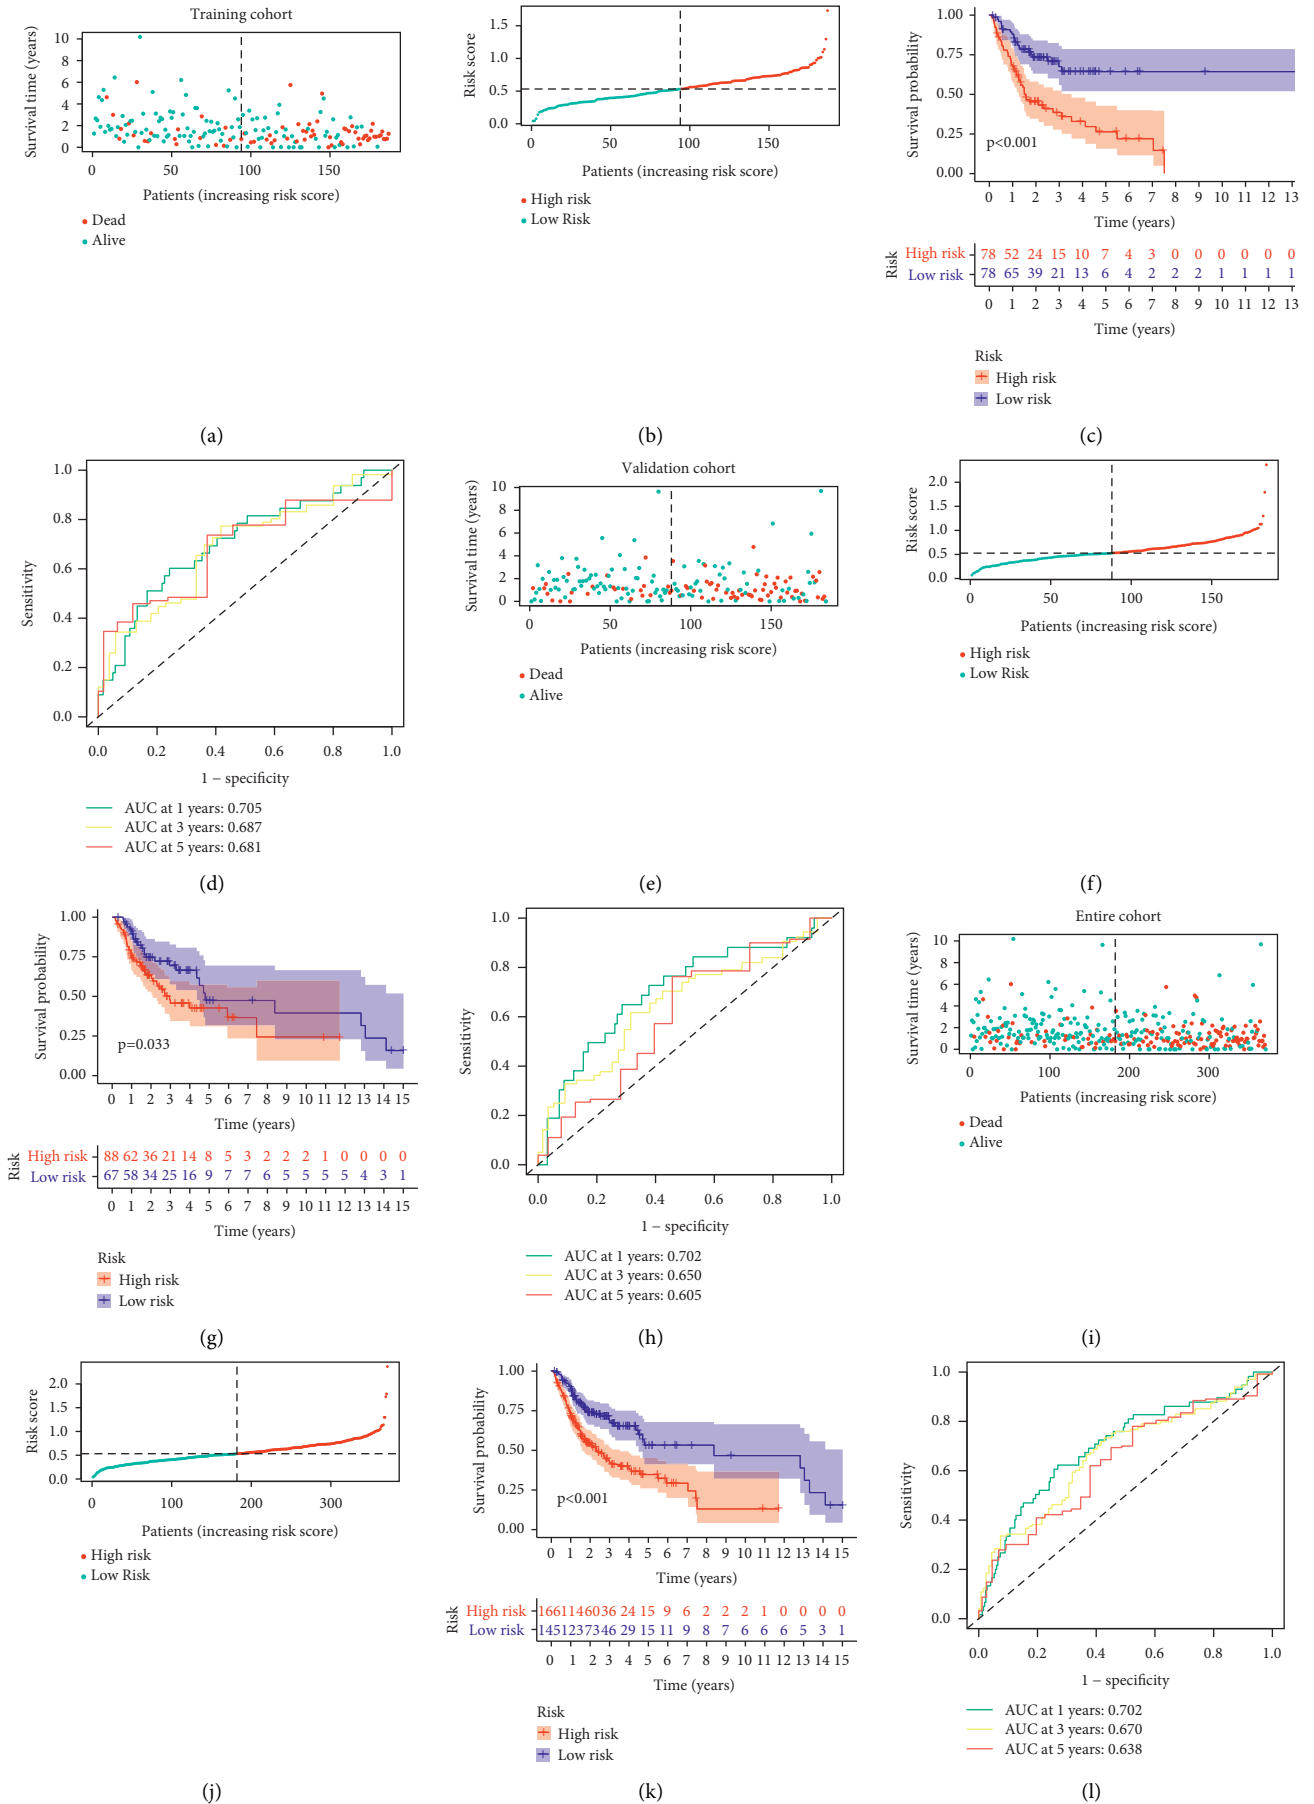 Training cohort
Survival time (years)
10
8
6
4
2
0
0 50 100 150
Patients (increasing risk score)
Dead
Alive
(a)
Risk score
1.5
1.0
0.5
0.0
0 50 100 150
Patients (increasing risk score)
High risk
Low Risk
(b)
Survival probability
1.00
0.75
0.50
0.25
0.00
p<0.001
0 1 2 3 4 5 6 7 8 9 10 11 12 13
Time (years)
Risk
High risk 78 52 24 15 10 7 4 3 0 0 0 0 0 0
Low risk 78 65 39 21 13 6 4 2 2 2 1 1 1 1
0 1 2 3 4 5 6 7 8 9 10 11 12 13
Time (years)
Risk
High risk
Low risk
(c)
Sensitivity
1.0
0.8
0.6
0.4
0.2
0.0
0.0 0.2 0.4 0.6 0.8 1.0
1 − specificity
AUC at 1 years: 0.705
AUC at 3 years: 0.687
AUC at 5 years: 0.681
(d)
Validation cohort
Survival time (years)
10
8
6
4
2
0
0 50 100 150
Patients (increasing risk score)
Dead
Alive
(e)
Risk score
2.0
1.5
1.0
0.5
0.0
0 50 100 150
Patients (increasing risk score)
High risk
Low Risk
(f)
Survival probability
1.00
0.75
0.50
0.25
0.00
p=0.033
0 1 2 3 4 5 6 7 8 9 10 11 12 13 14 15
Time (years)
Risk
High risk 88 62 36 21 14 8 5 3 2 2 2 1 0 0 0 0
Low risk 67 58 34 25 16 9 7 7 6 5 5 5 5 4 3 1
0 1 2 3 4 5 6 7 8 9 10 11 12 13 14 15
Time (years)
Risk
High risk
Low risk
(g)
Sensitivity
1.0
0.8
0.6
0.4
0.2
0.0
0.0 0.2 0.4 0.6 0.8 1.0
1 − specificity
AUC at 1 years: 0.702
AUC at 3 years: 0.650
AUC at 5 years: 0.605
(h)
Entire cohort
Survival time (years)
10
8
6
4
2
0
0 100 200 300
Patients (increasing risk score)
Dead
Alive
(i)
Risk score
2.0
1.5
1.0
0.5
0.0
0 100 200 300
Patients (increasing risk score)
High risk
Low Risk
(j)
Survival probability
1.00
0.75
0.50
0.25
0.00
p<0.001
0 1 2 3 4 5 6 7 8 9 10 11 12 13 14 15
Time (years)
Risk
High risk 166114 60 36 24 15 9 6 2 2 2 1 0 0 0 0
Low risk 145123 73 46 29 15 11 9 8 7 6 6 6 5 3 1
0 1 2 3 4 5 6 7 8 9 10 11 12 13 14 15
Time (years)
Risk
High risk
Low risk
(k)
Sensitivity
1.0
0.8
0.6
0.4
0.2
0.0
0.0 0.2 0.4 0.6 0.8 1.0
1 − specificity
AUC at 1 years: 0.702
AUC at 3 years: 0.670
AUC at 5 years: 0.638
(l)